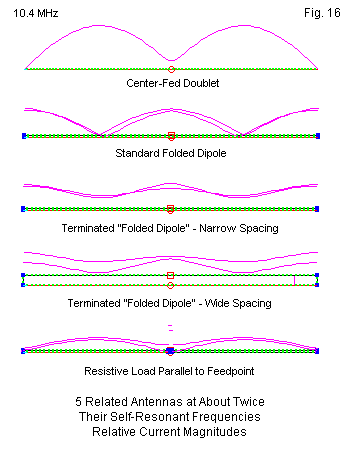 10.4 MHz
Fig. 16
Center-Fed Doublet
Standard Folded Dipole
Terminated "Folded Dipole" - Narrow Spacing
Terminated "Folded Dipole" - Wide Spacing
Resistive Load Parallel to Feedpoint
5 Related Antennas at About Twice
Their Self-Resonant Frequencies
Relative Current Magnitudes